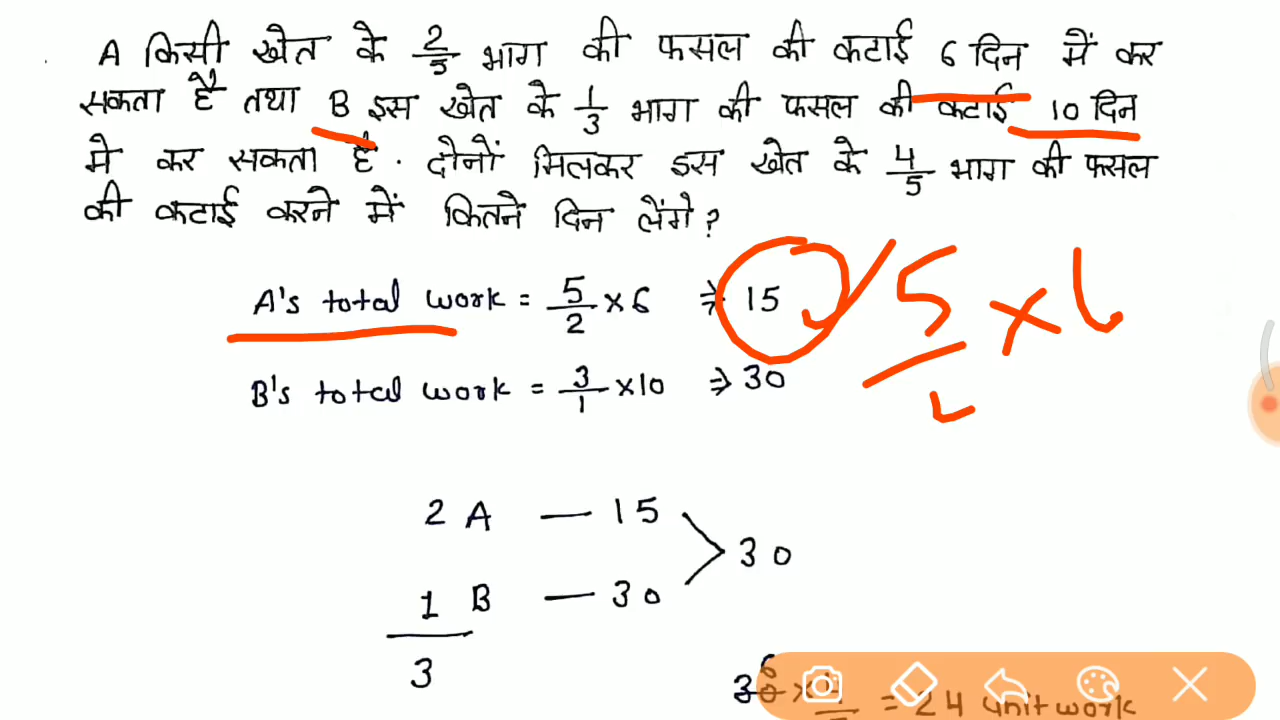 A किसी खेत के 2/5 भाग की फसल की कटाई 6 दिन में कर
सकता है तथा B इस खेत के 1/3 भाग की फसल की कटाई 10 दिन
मे कर सकता है. दोनों मिलकर इस खेत के 4/5 भाग की फसल
की कटाई करने में कितने दिन लेंगे?
A's total work = 5/2 × 6 ⇒ 15
5/2 × 6
B's total work = 3/1 × 10 ⇒ 30
2 A — 15
30
1 B — 30
3
6
30 × = 24 unit work